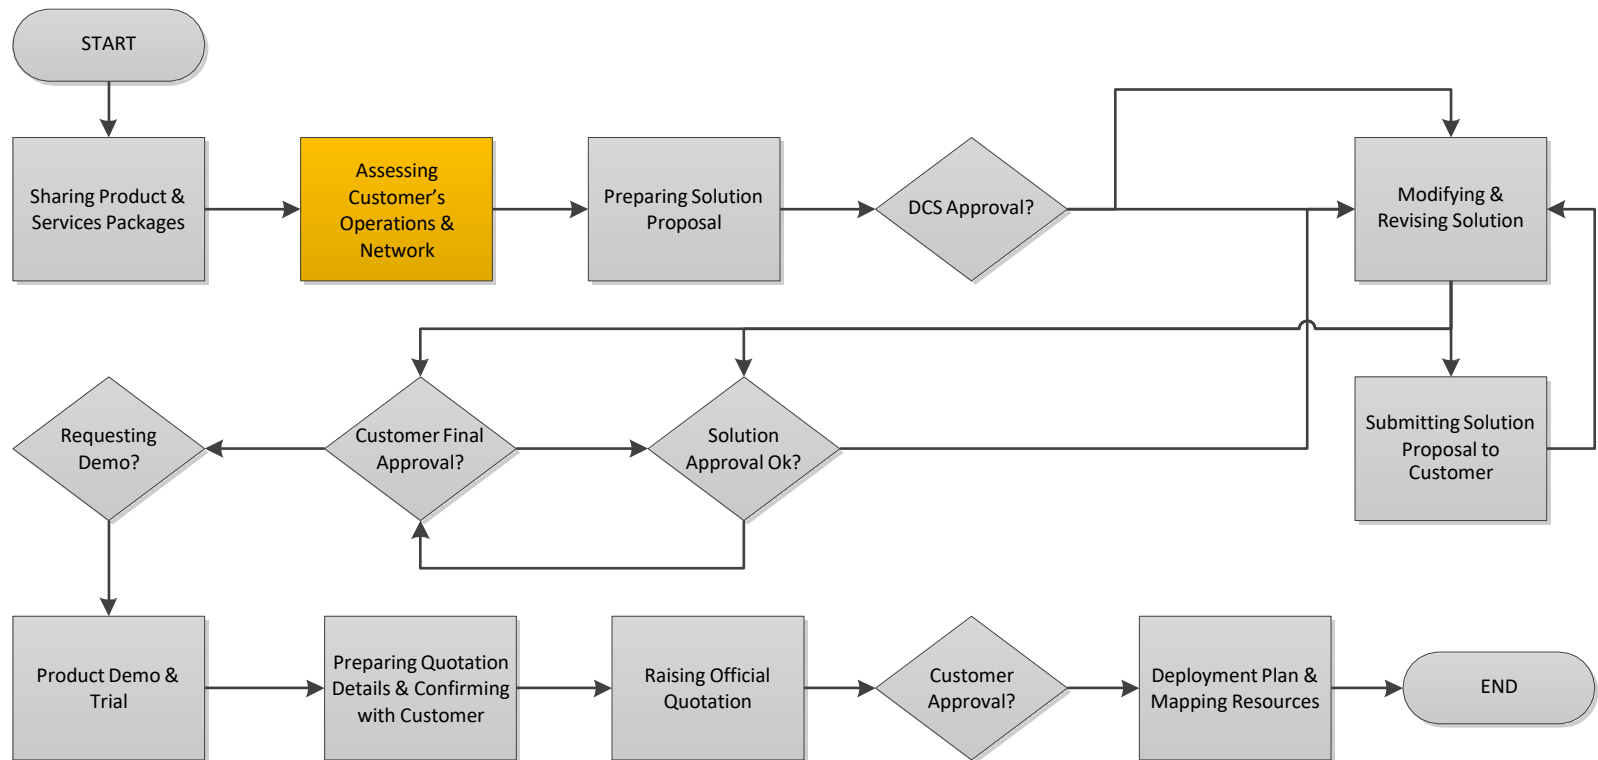 START
Sharing Product &
Services Packages
Assessing
Customer’s
Operations &
Network
Preparing Solution
Proposal
DCS Approval?
Modifying &
Revising Solution
Requesting
Demo?
Customer Final
Approval?
Solution
Approval Ok?
Submitting Solution
Proposal to
Customer
Product Demo &
Trial
Preparing Quotation
Details & Confirming
with Customer
Raising Official
Quotation
Customer
Approval?
Deployment Plan &
Mapping Resources
END